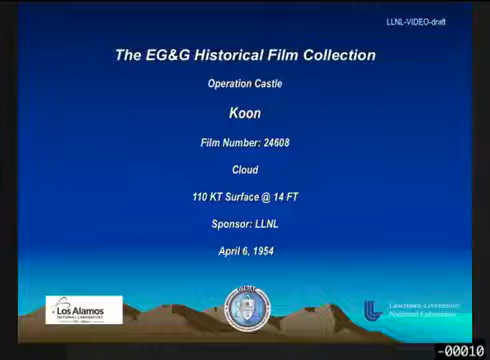 LLNL-VIDEO-draft
The EG&G Historical Film Collection
Operation Castle
Koon
Film Number: 24608
Cloud
110 KT Surface @ 14 FT
Sponsor: LLNL
April 6, 1954
Los Alamos
NATIONAL LABORATORY
DTRIAC
Lawrence Livermore
National Laboratory
-00010